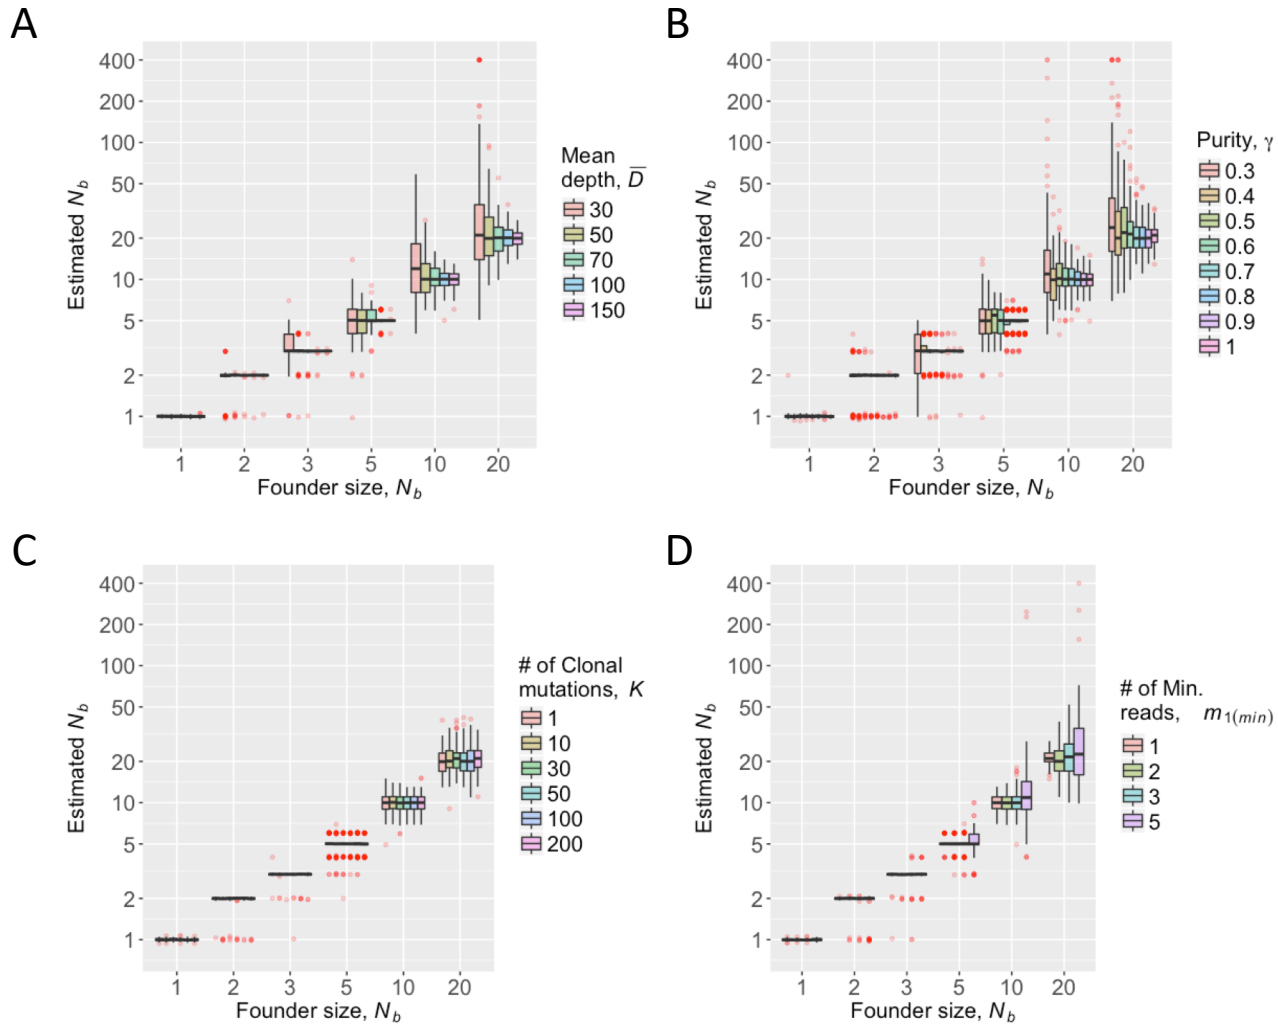 A
400
200
100
50
20
10
5
2
1
Estimated N_b
1 2 3 5 10 20
Founder size, N_b
Mean
depth, D̅
30
50
70
100
150
B
400
200
100
50
20
10
5
2
1
Estimated N_b
1 2 3 5 10 20
Founder size, N_b
Purity, γ
0.3
0.4
0.5
0.6
0.7
0.8
0.9
1
C
400
200
100
50
20
10
5
2
1
Estimated N_b
1 2 3 5 10 20
Founder size, N_b
# of Clonal
mutations, K
1
10
30
50
100
200
D
400
200
100
50
20
10
5
2
1
Estimated N_b
1 2 3 5 10 20
Founder size, N_b
# of Min.
reads, m_1(min)
1
2
3
5